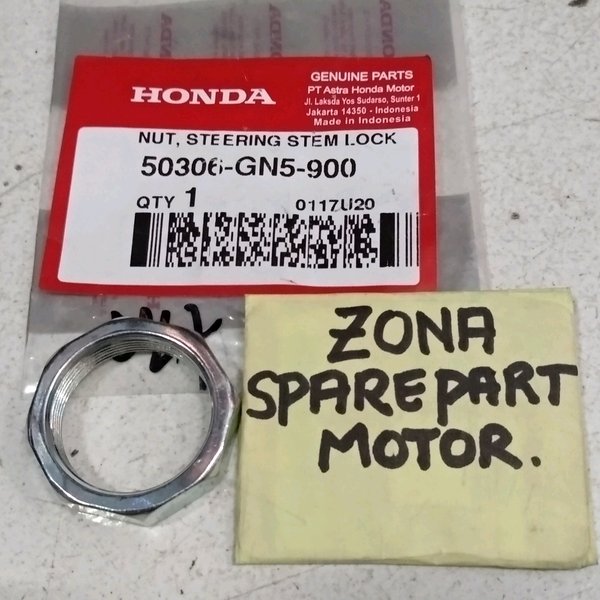 HONDA
GENUINE PARTS
PT Astra Honda Motor
Jl. Laksda Yos Sudarso, Sunter 1
Jakarta 14350 - Indonesia
Made in Indonesia
NUT, STEERING STEM LOCK
50306-GN5-900
QTY 1 0117U20
ZONA
SPAREPART
MOTOR.